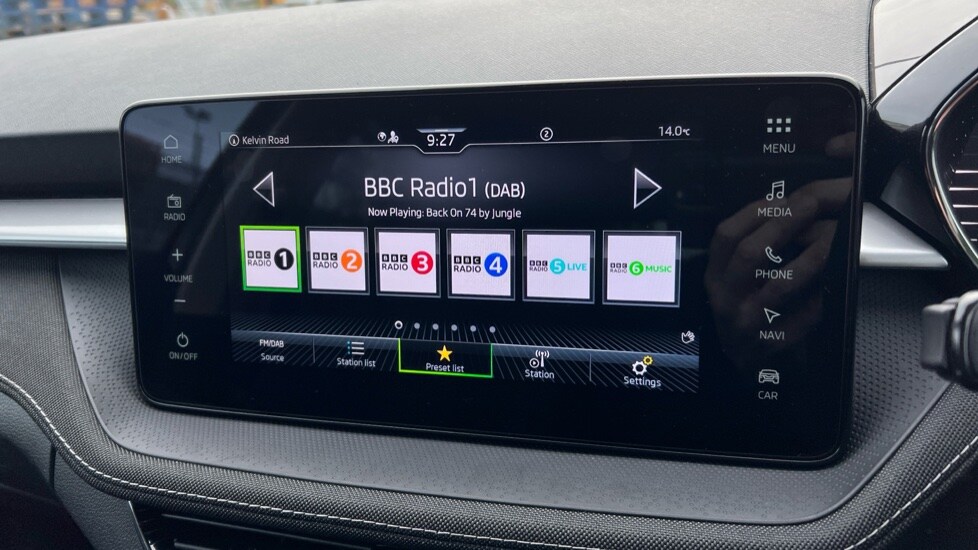 Kelvin Road
9:27
2
14.0°C
HOME
RADIO
VOLUME
ON/OFF
BBC Radio1 (DAB)
Now Playing: Back On 74 by Jungle
BBC RADIO 1
BBC RADIO 2
BBC RADIO 3
BBC RADIO 4
BBC RADIO 5 LIVE
BBC RADIO 6 MUSIC
FM/DAB
Source
Station list
Preset list
Station
Settings
MENU
MEDIA
PHONE
NAVI
CAR